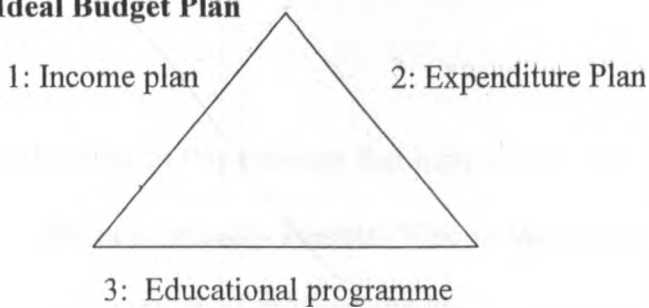 Ideal Budget Plan
1: Income plan
2: Expenditure Plan
3: Educational programme